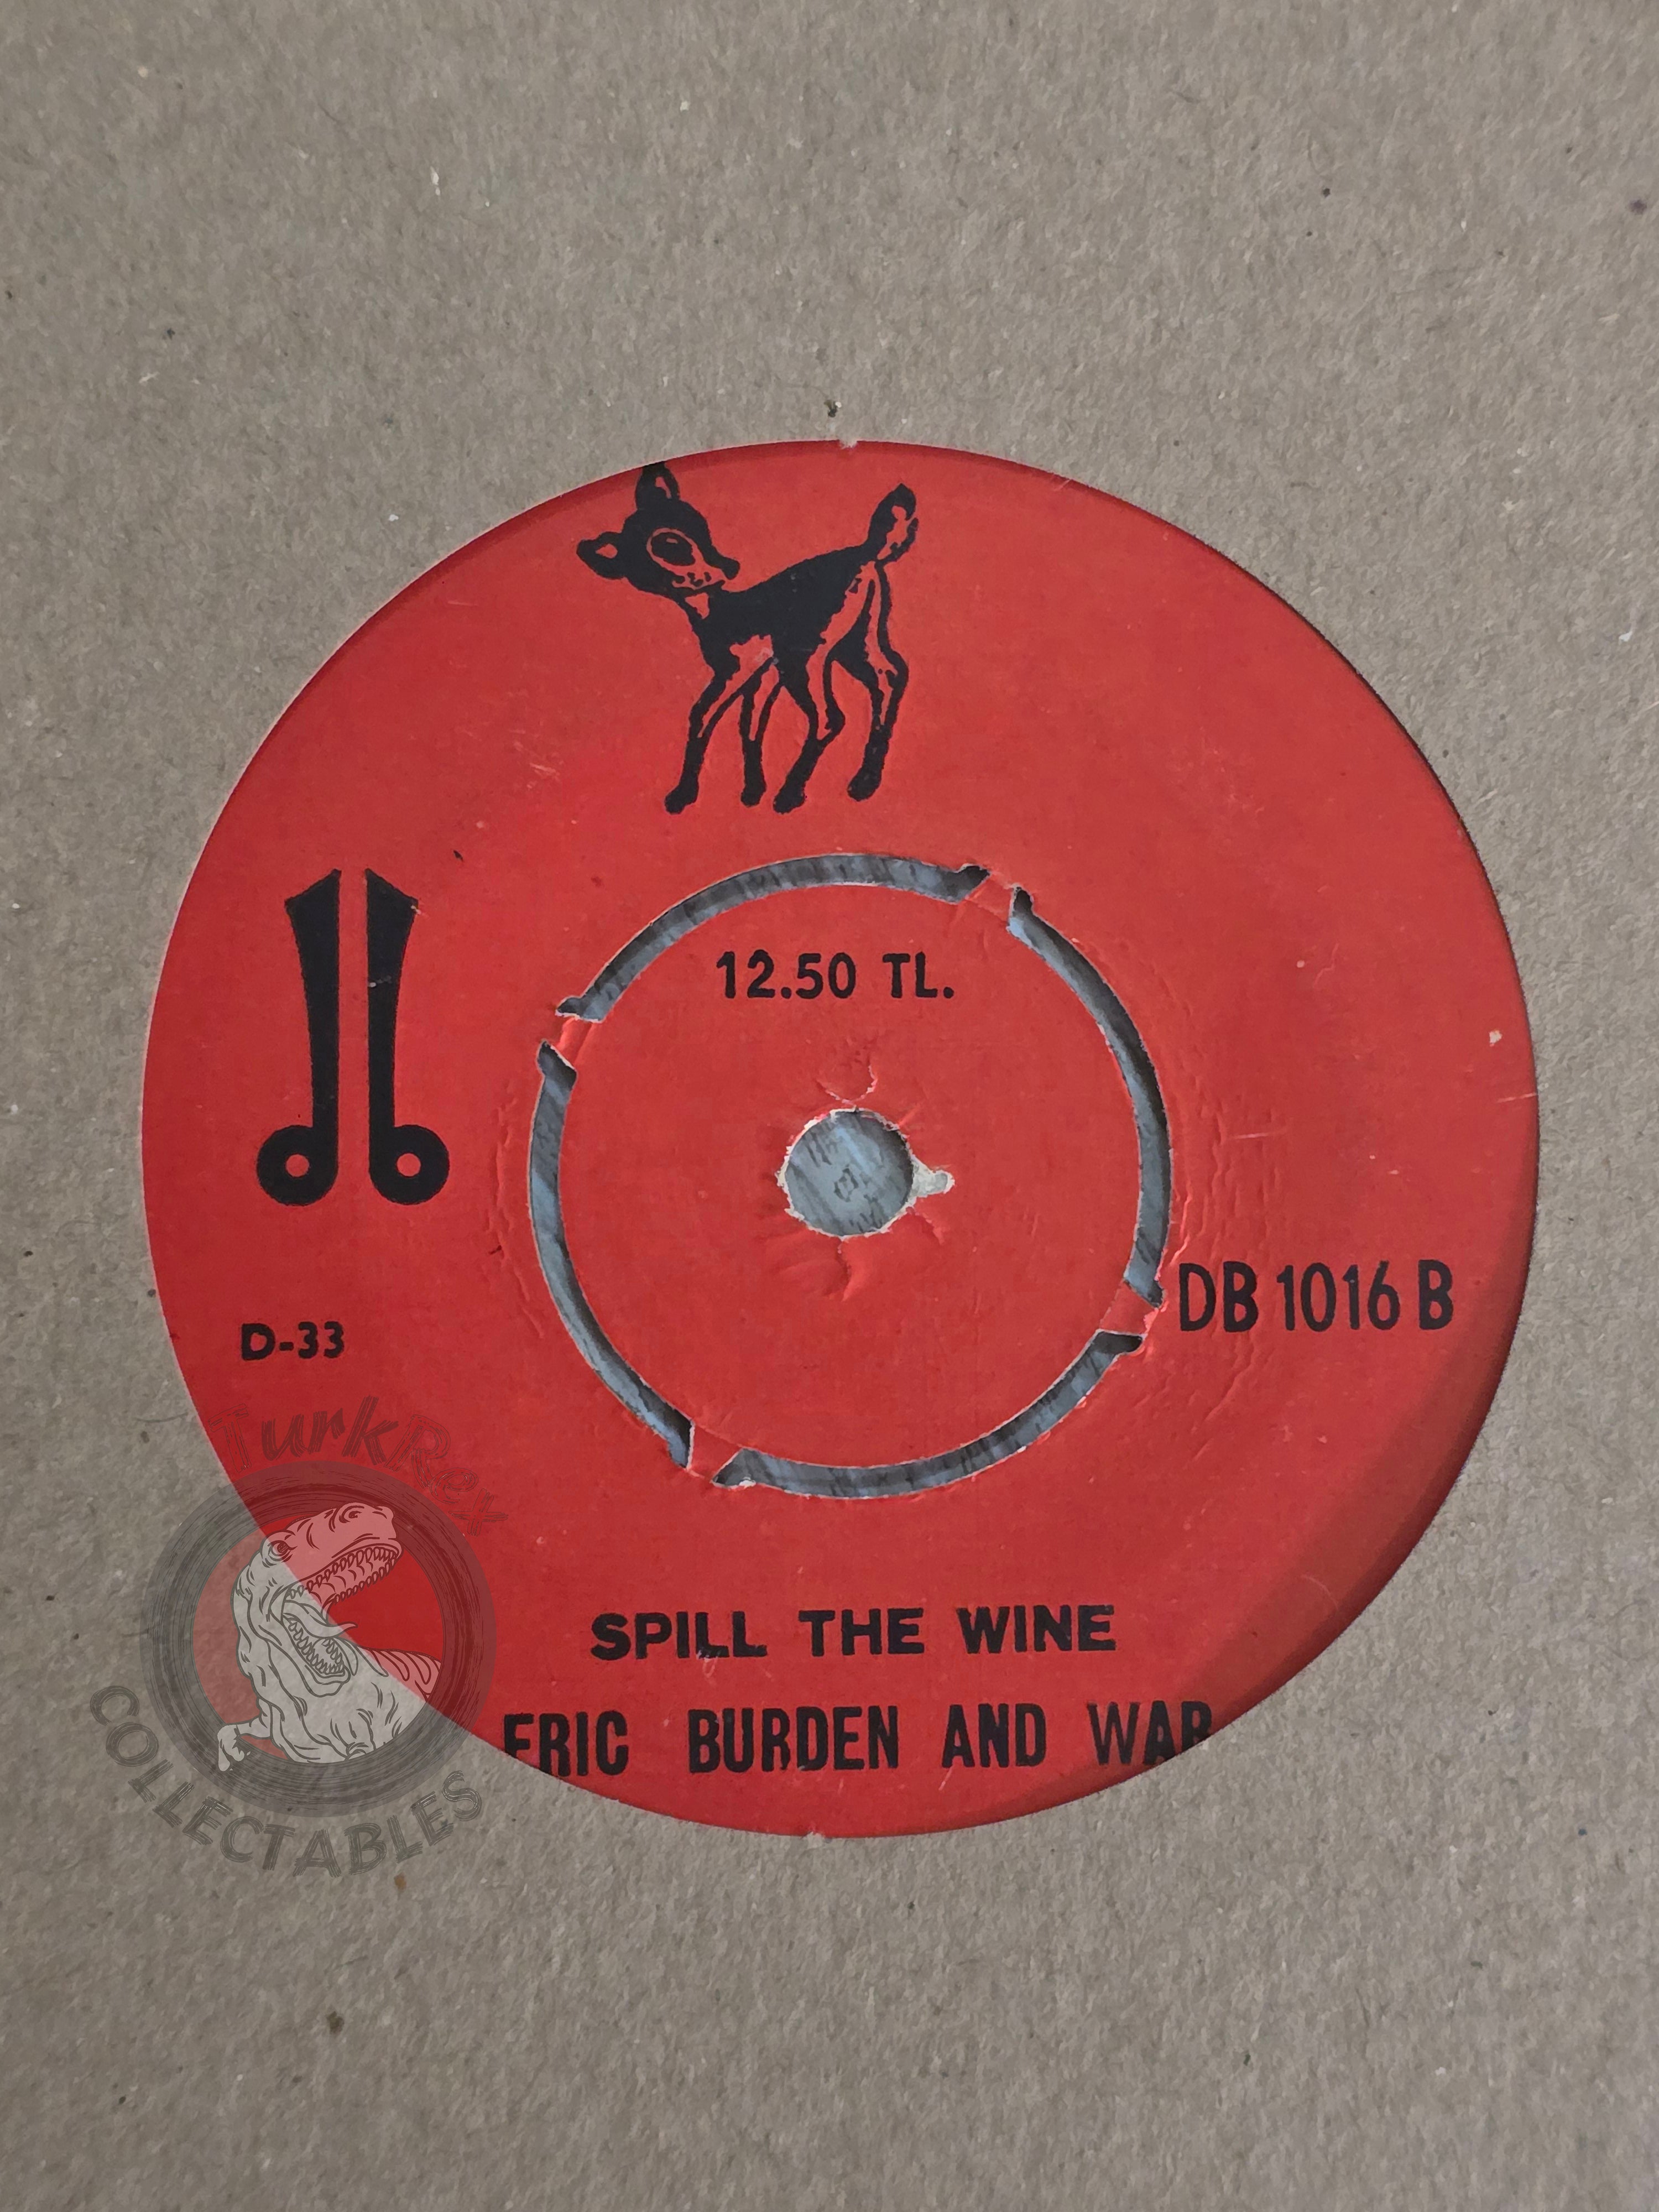 12.50 TL.
DB 1016 B
D-33
TurkRex
COLLECTABLES
SPILL THE WINE
ERIC BURDEN AND WAR